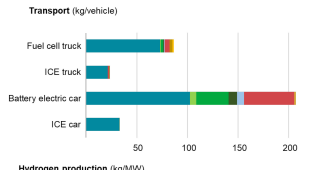 Transport (kg/vehicle)
Fuel cell truck
ICE truck
Battery electric car
ICE car
50 100 150 200
Hydrogen production (kg/MW)